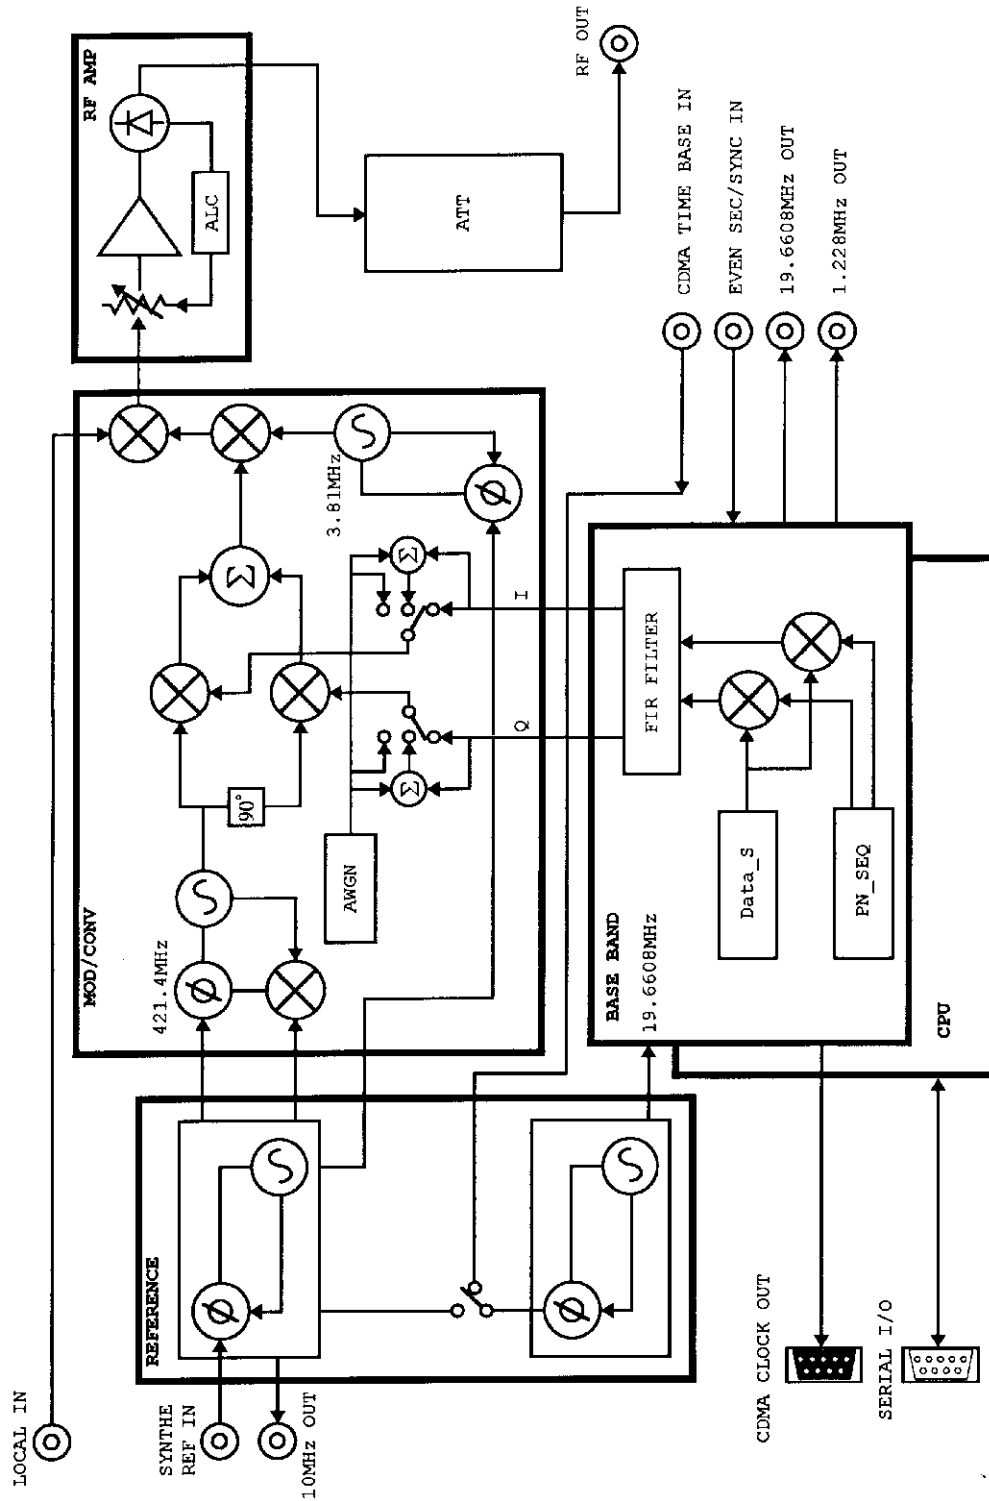 LOCAL IN
SYNTHE
REF IN
10MHz OUT
REFERENCE
MOD/CONV
421.4MHz
90°
Σ
AWGN
Σ
Σ
Q
I
3.81MHz
RF AMP
ALC
ATT
RF OUT
CDMA TIME BASE IN
EVEN SEC/SYNC IN
19.6608MHz OUT
1.228MHz OUT
BASE BAND
19.6608MHz
FIR FILTER
Data_S
PN_SEQ
CPU
CDMA CLOCK OUT
SERIAL I/O